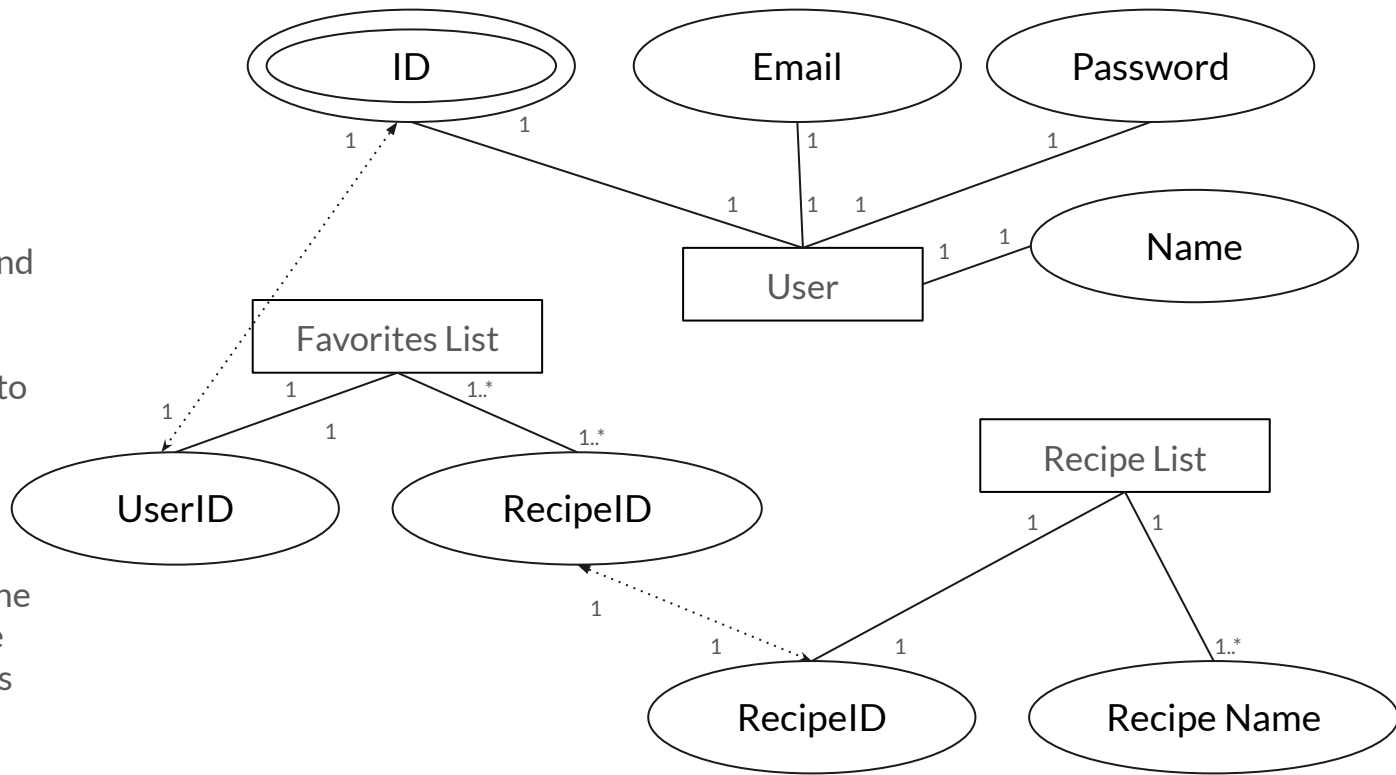 ID
Email
Password
1
1
1
1
1
1
1
Name
1
1
User
Favorites List
1
1..*
1
1
1..*
UserID
RecipeID
Recipe List
1
1
1
1
1
1..*
RecipeID
Recipe Name
nd
to
ne
e
s